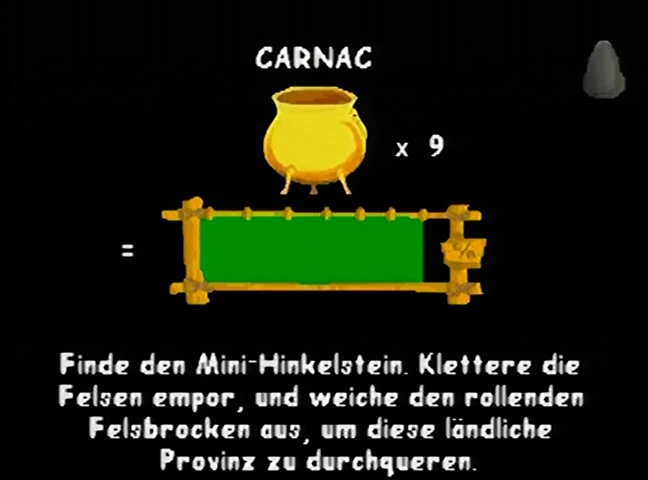 CARNAC
x 9
=
%
Finde den Mini-Hinkelstein. Klettere die
Felsen empor, und weiche den rollenden
Felsbrocken aus, um diese ländliche
Provinz zu durchqueren.